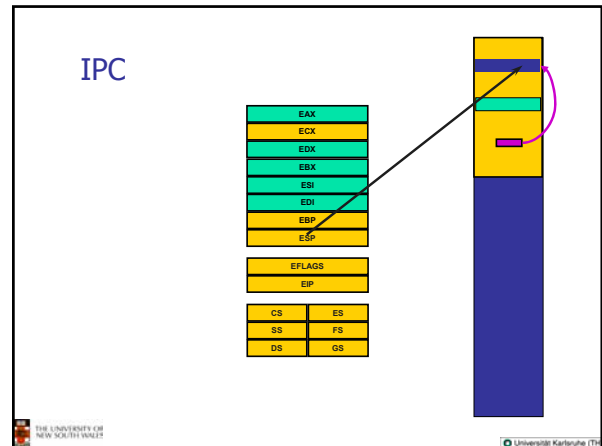 IPC
EAX
ECX
EDX
EBX
ESI
EDI
EBP
ESP
EFLAGS
EIP
CS ES
SS FS
DS GS
THE UNIVERSITY OF
NEW SOUTH WALES
Universität Karlsruhe (TH)